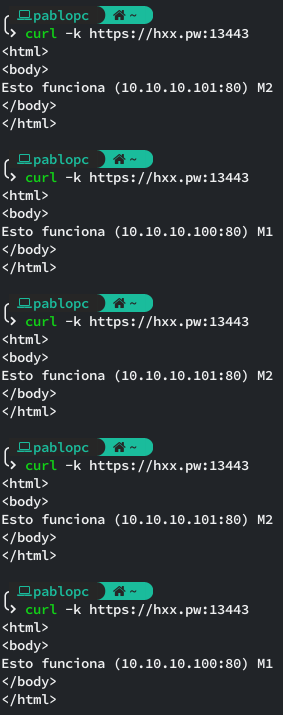 pablopc ~
curl -k https://hxx.pw:13443
<html>
<body>
Esto funciona (10.10.10.101:80) M2
</body>
</html>
pablopc ~
curl -k https://hxx.pw:13443
<html>
<body>
Esto funciona (10.10.10.100:80) M1
</body>
</html>
pablopc ~
curl -k https://hxx.pw:13443
<html>
<body>
Esto funciona (10.10.10.101:80) M2
</body>
</html>
pablopc ~
curl -k https://hxx.pw:13443
<html>
<body>
Esto funciona (10.10.10.101:80) M2
</body>
</html>
pablopc ~
curl -k https://hxx.pw:13443
<html>
<body>
Esto funciona (10.10.10.100:80) M1
</body>
</html>